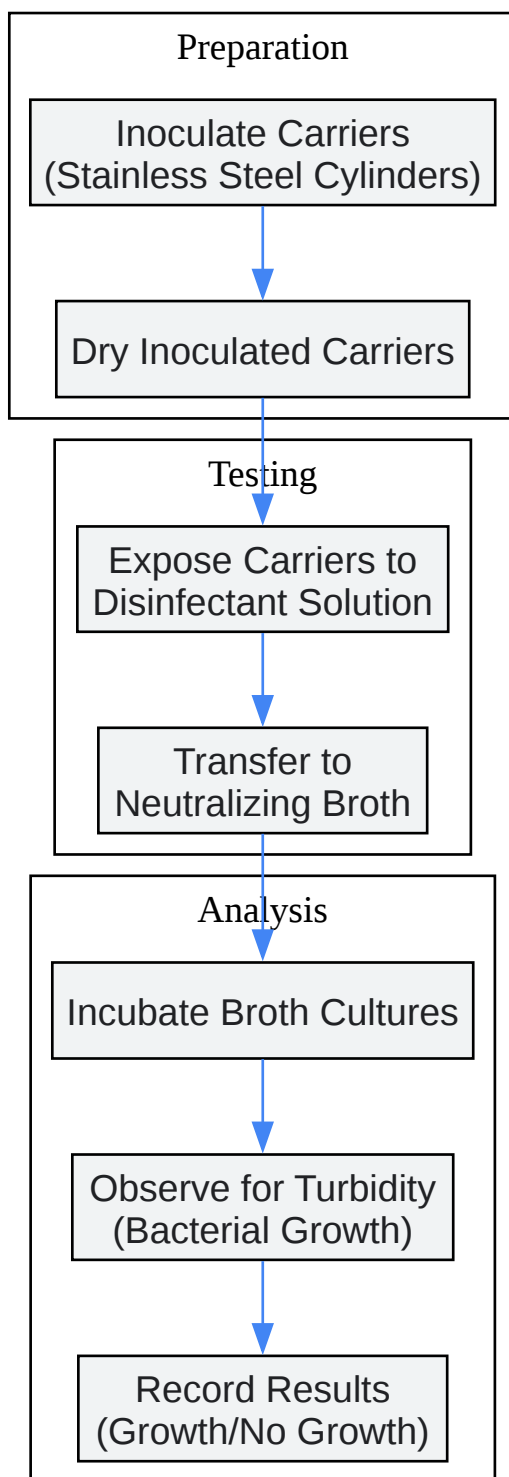 Preparation
Inoculate Carriers
(Stainless Steel Cylinders)
Dry Inoculated Carriers
Testing
Expose Carriers to
Disinfectant Solution
Transfer to
Neutralizing Broth
Analysis
Incubate Broth Cultures
Observe for Turbidity
(Bacterial Growth)
Record Results
(Growth/No Growth)